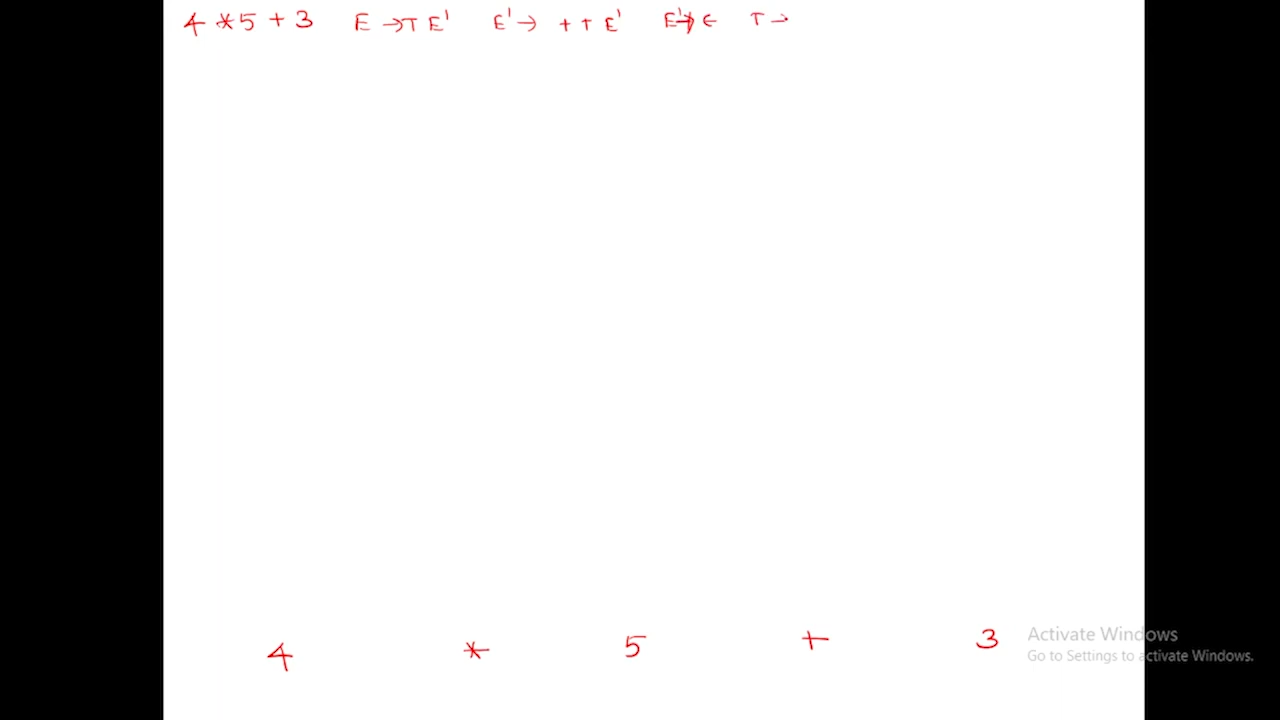 4 * 5 + 3 E → T E' E' → + T E' E' → ϵ T →
4 * 5 + 3
Activate Windows
Go to Settings to activate Windows.